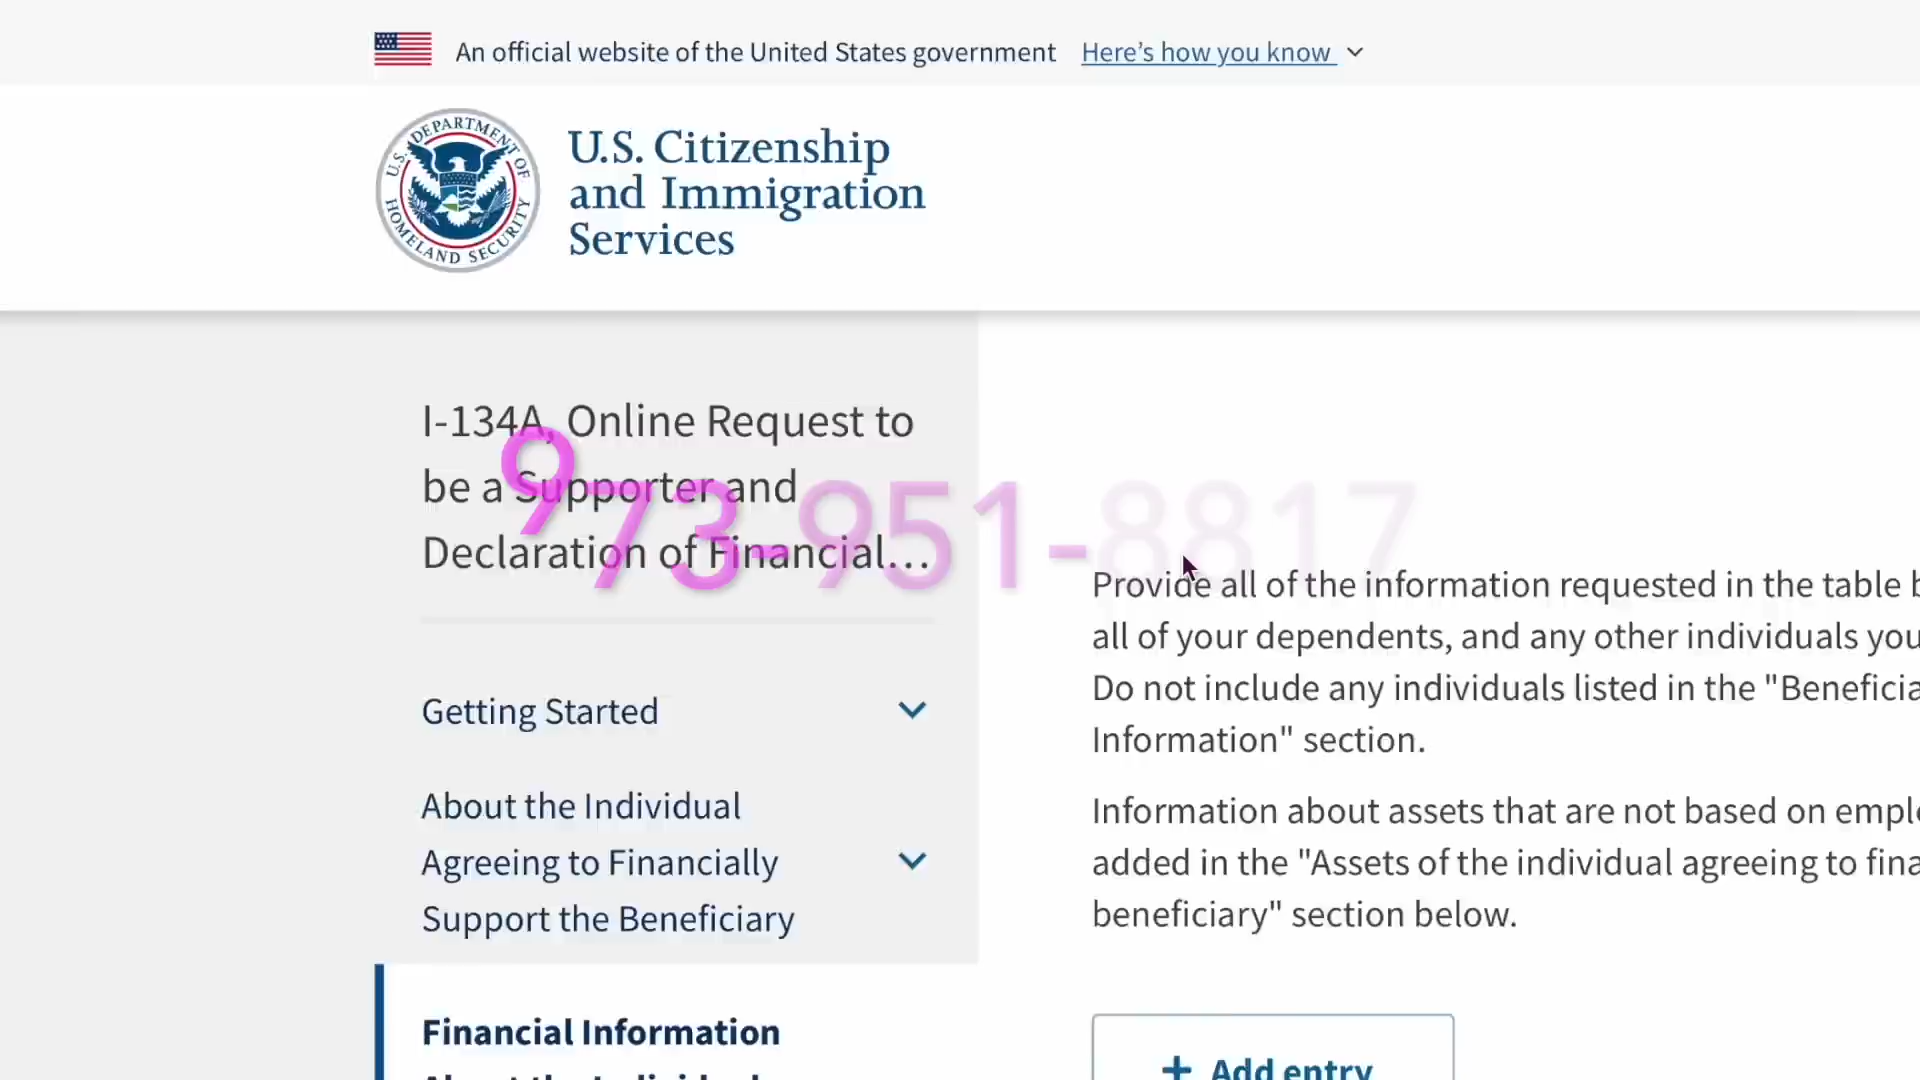 An official website of the United States government Here's how you know
U.S. DEPARTMENT OF HOMELAND SECURITY
U.S. Citizenship
and Immigration
Services
I-134A, Online Request to
be a Supporter and
Declaration of Financial...
973-951-8817
Getting Started
About the Individual
Agreeing to Financially
Support the Beneficiary
Financial Information
Provide all of the information requested in the table
all of your dependents, and any other individuals you
Do not include any individuals listed in the "Beneficia
Information" section.
Information about assets that are not based on empl
added in the "Assets of the individual agreeing to fina
beneficiary" section below.
+ Add entry